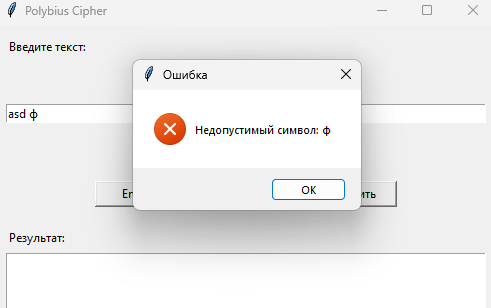 Polybius Cipher
Введите текст:
Ошибка
Недопустимый символ: ф
asd ф
OK
Результат: